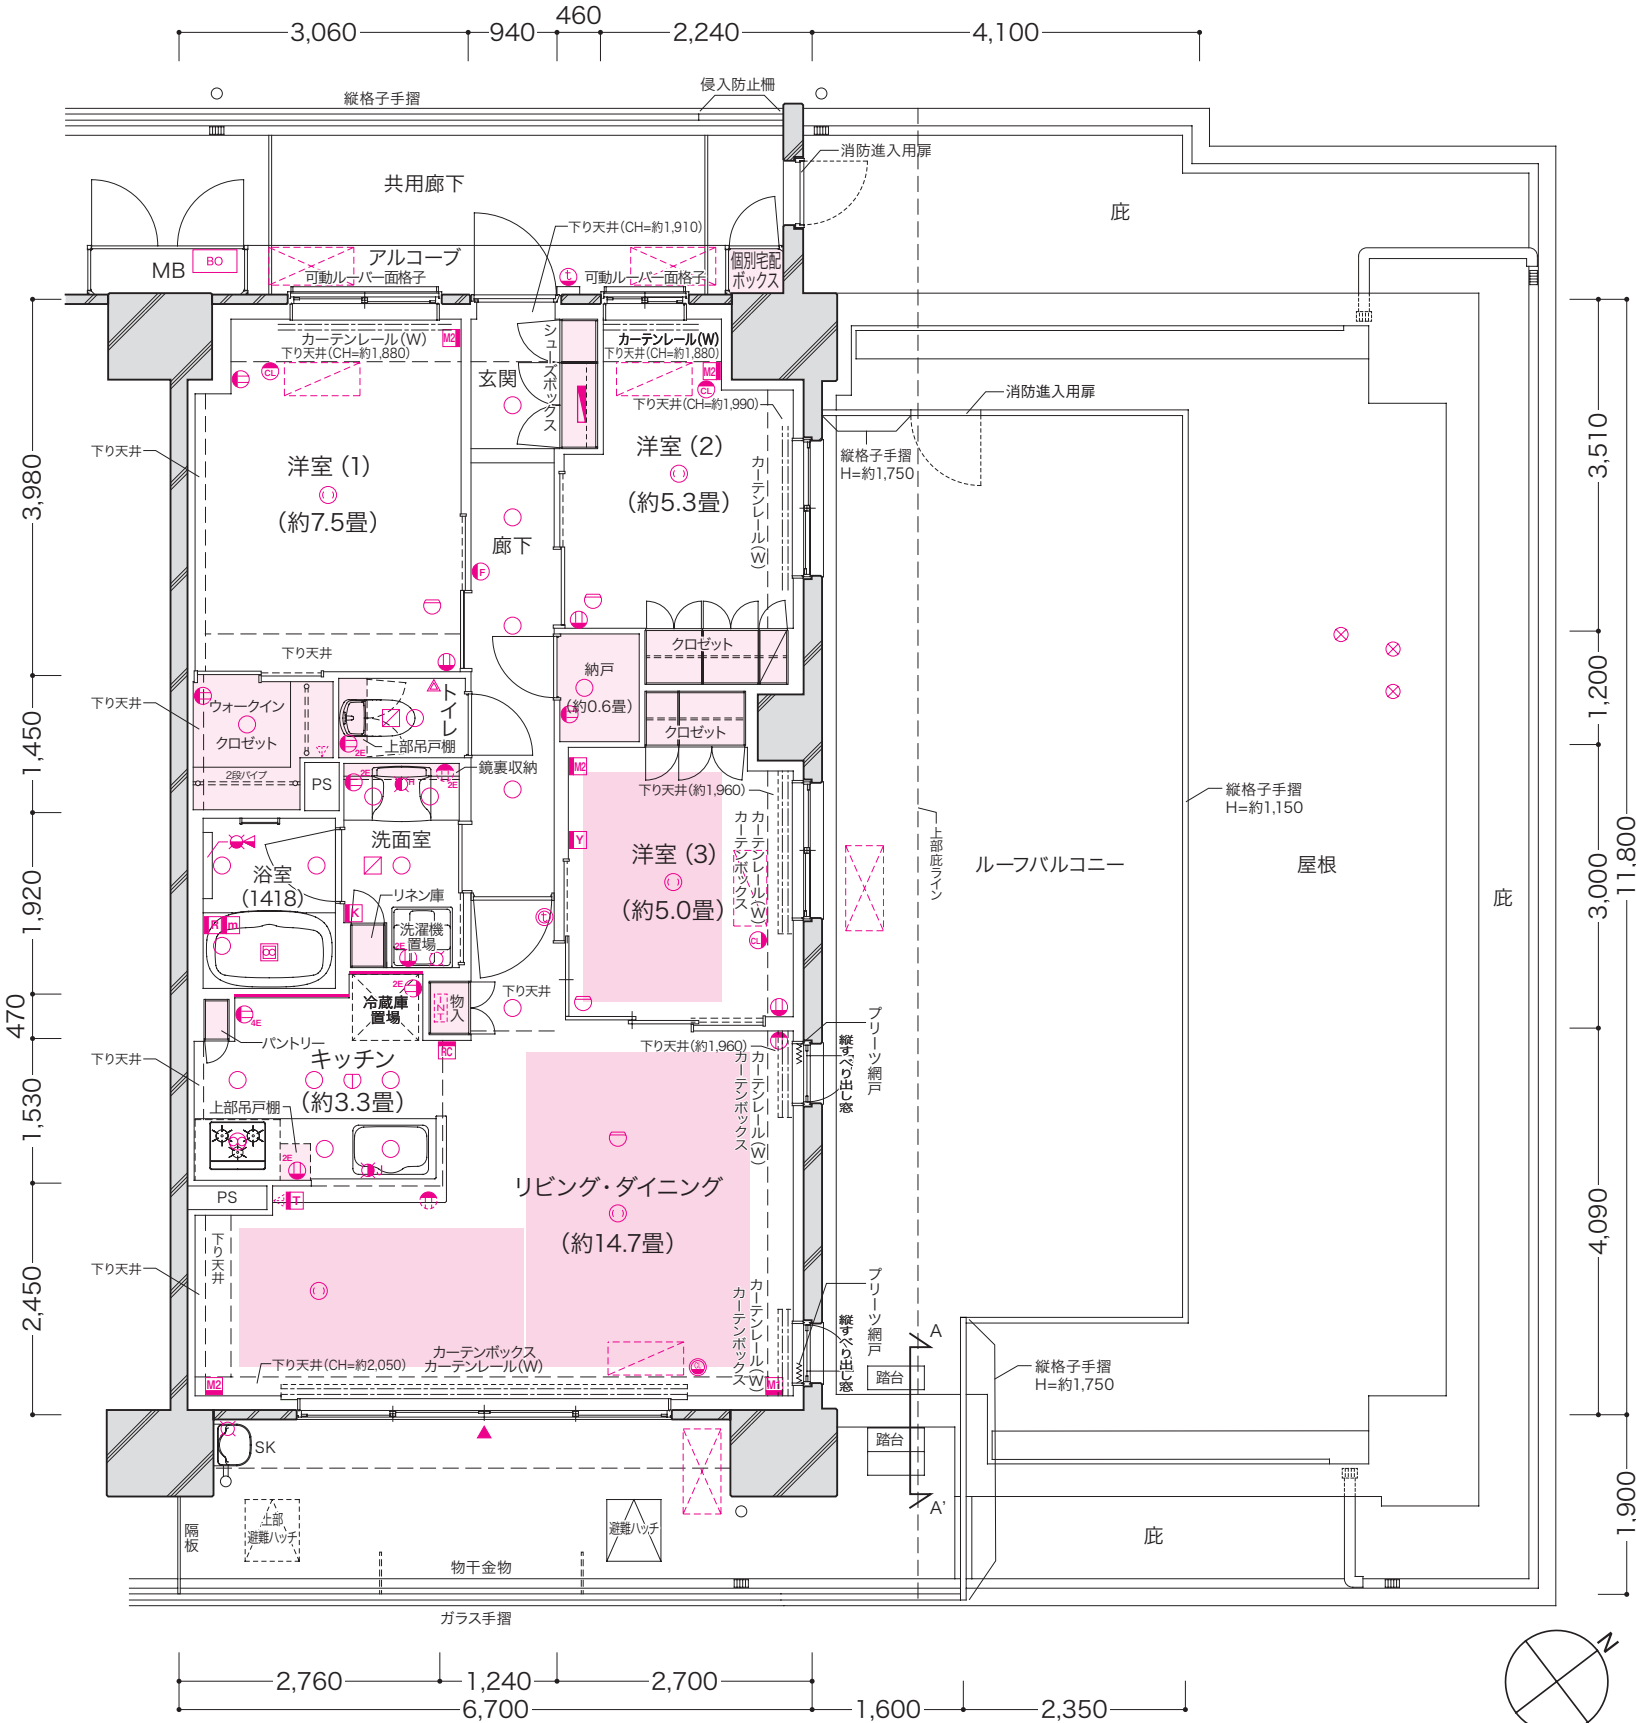 460
3,060
940
2,240
4,100
侵入防止柵
縦格子手摺
消防進入用扉
共用廊下
庇
下り天井(CH=約1,910)
アルコーブ
MB
BO
可動ルーバー面格子
t
可動ルーバー面格子
個別宅配
ボックス
カーテンレール(W)
下り天井(CH=約1,880)
M2
CL
シューズボックス
玄関
カーテンレール(W)
下り天井(CH=約1,880)
M2
CL
下り天井(CH=約1,990)
消防進入用扉
縦格子手摺
H=約1,750
下り天井
洋室(1)
(約7.5畳)
洋室(2)
(約5.3畳)
カーテンレール(W)
3,980
3,510
廊下
F
下り天井
クロゼット
納戸
(約0.6畳)
1,200
下り天井
ウォークイン
クロゼット
2段パイプ
トイレ
2E
上部吊戸棚
クロゼット
1,450
PS
鏡裏収納
2E
2E
M2
下り天井(約1,960)
縦格子手摺
H=約1,150
11,800
洗面室
Y
洋室(3)
(約5.0畳)
カーテンレール(W)
カーテンボックス
上部庇ライン
ルーフバルコニー
屋根
庇
浴室
(1418)
リネン庫
K
洗濯機
置場
2E
t
CL
R
m
1,920
3,000
冷蔵庫
置場
2E
物入
下り天井
4E
パントリー
470
キッチン
(約3.3畳)
RC
下り天井
下り天井(約1,960)
カーテンレール(W)
カーテンボックス
プリーツ網戸
縦すべり出し窓
上部吊戸棚
2E
1,530
PS
T
リビング・ダイニング
(約14.7畳)
4,090
下り天井
下り天井
2,450
プリーツ網戸
縦すべり出し窓
カーテンレール(W)
カーテンボックス
下り天井(CH=約2,050)
カーテンボックス
カーテンレール(W)
M2
M1
A
踏台
縦格子手摺
H=約1,750
踏台
A'
SK
隔板
上部
避難ハッチ
避難ハッチ
庇
1,900
物干金物
ガラス手摺
N
2,760
1,240
2,700
6,700
1,600
2,350